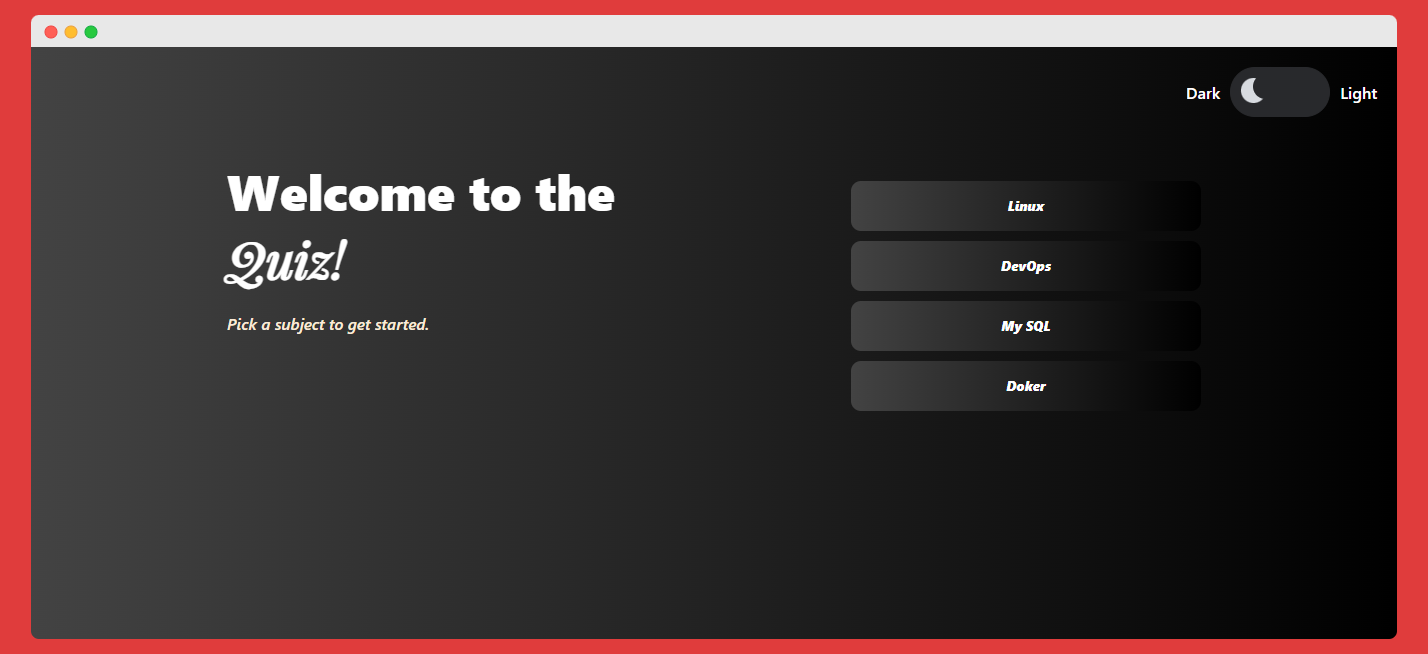 Dark
Light
Welcome to the
Quiz!
Pick a subject to get started.
Linux
DevOps
My SQL
Doker